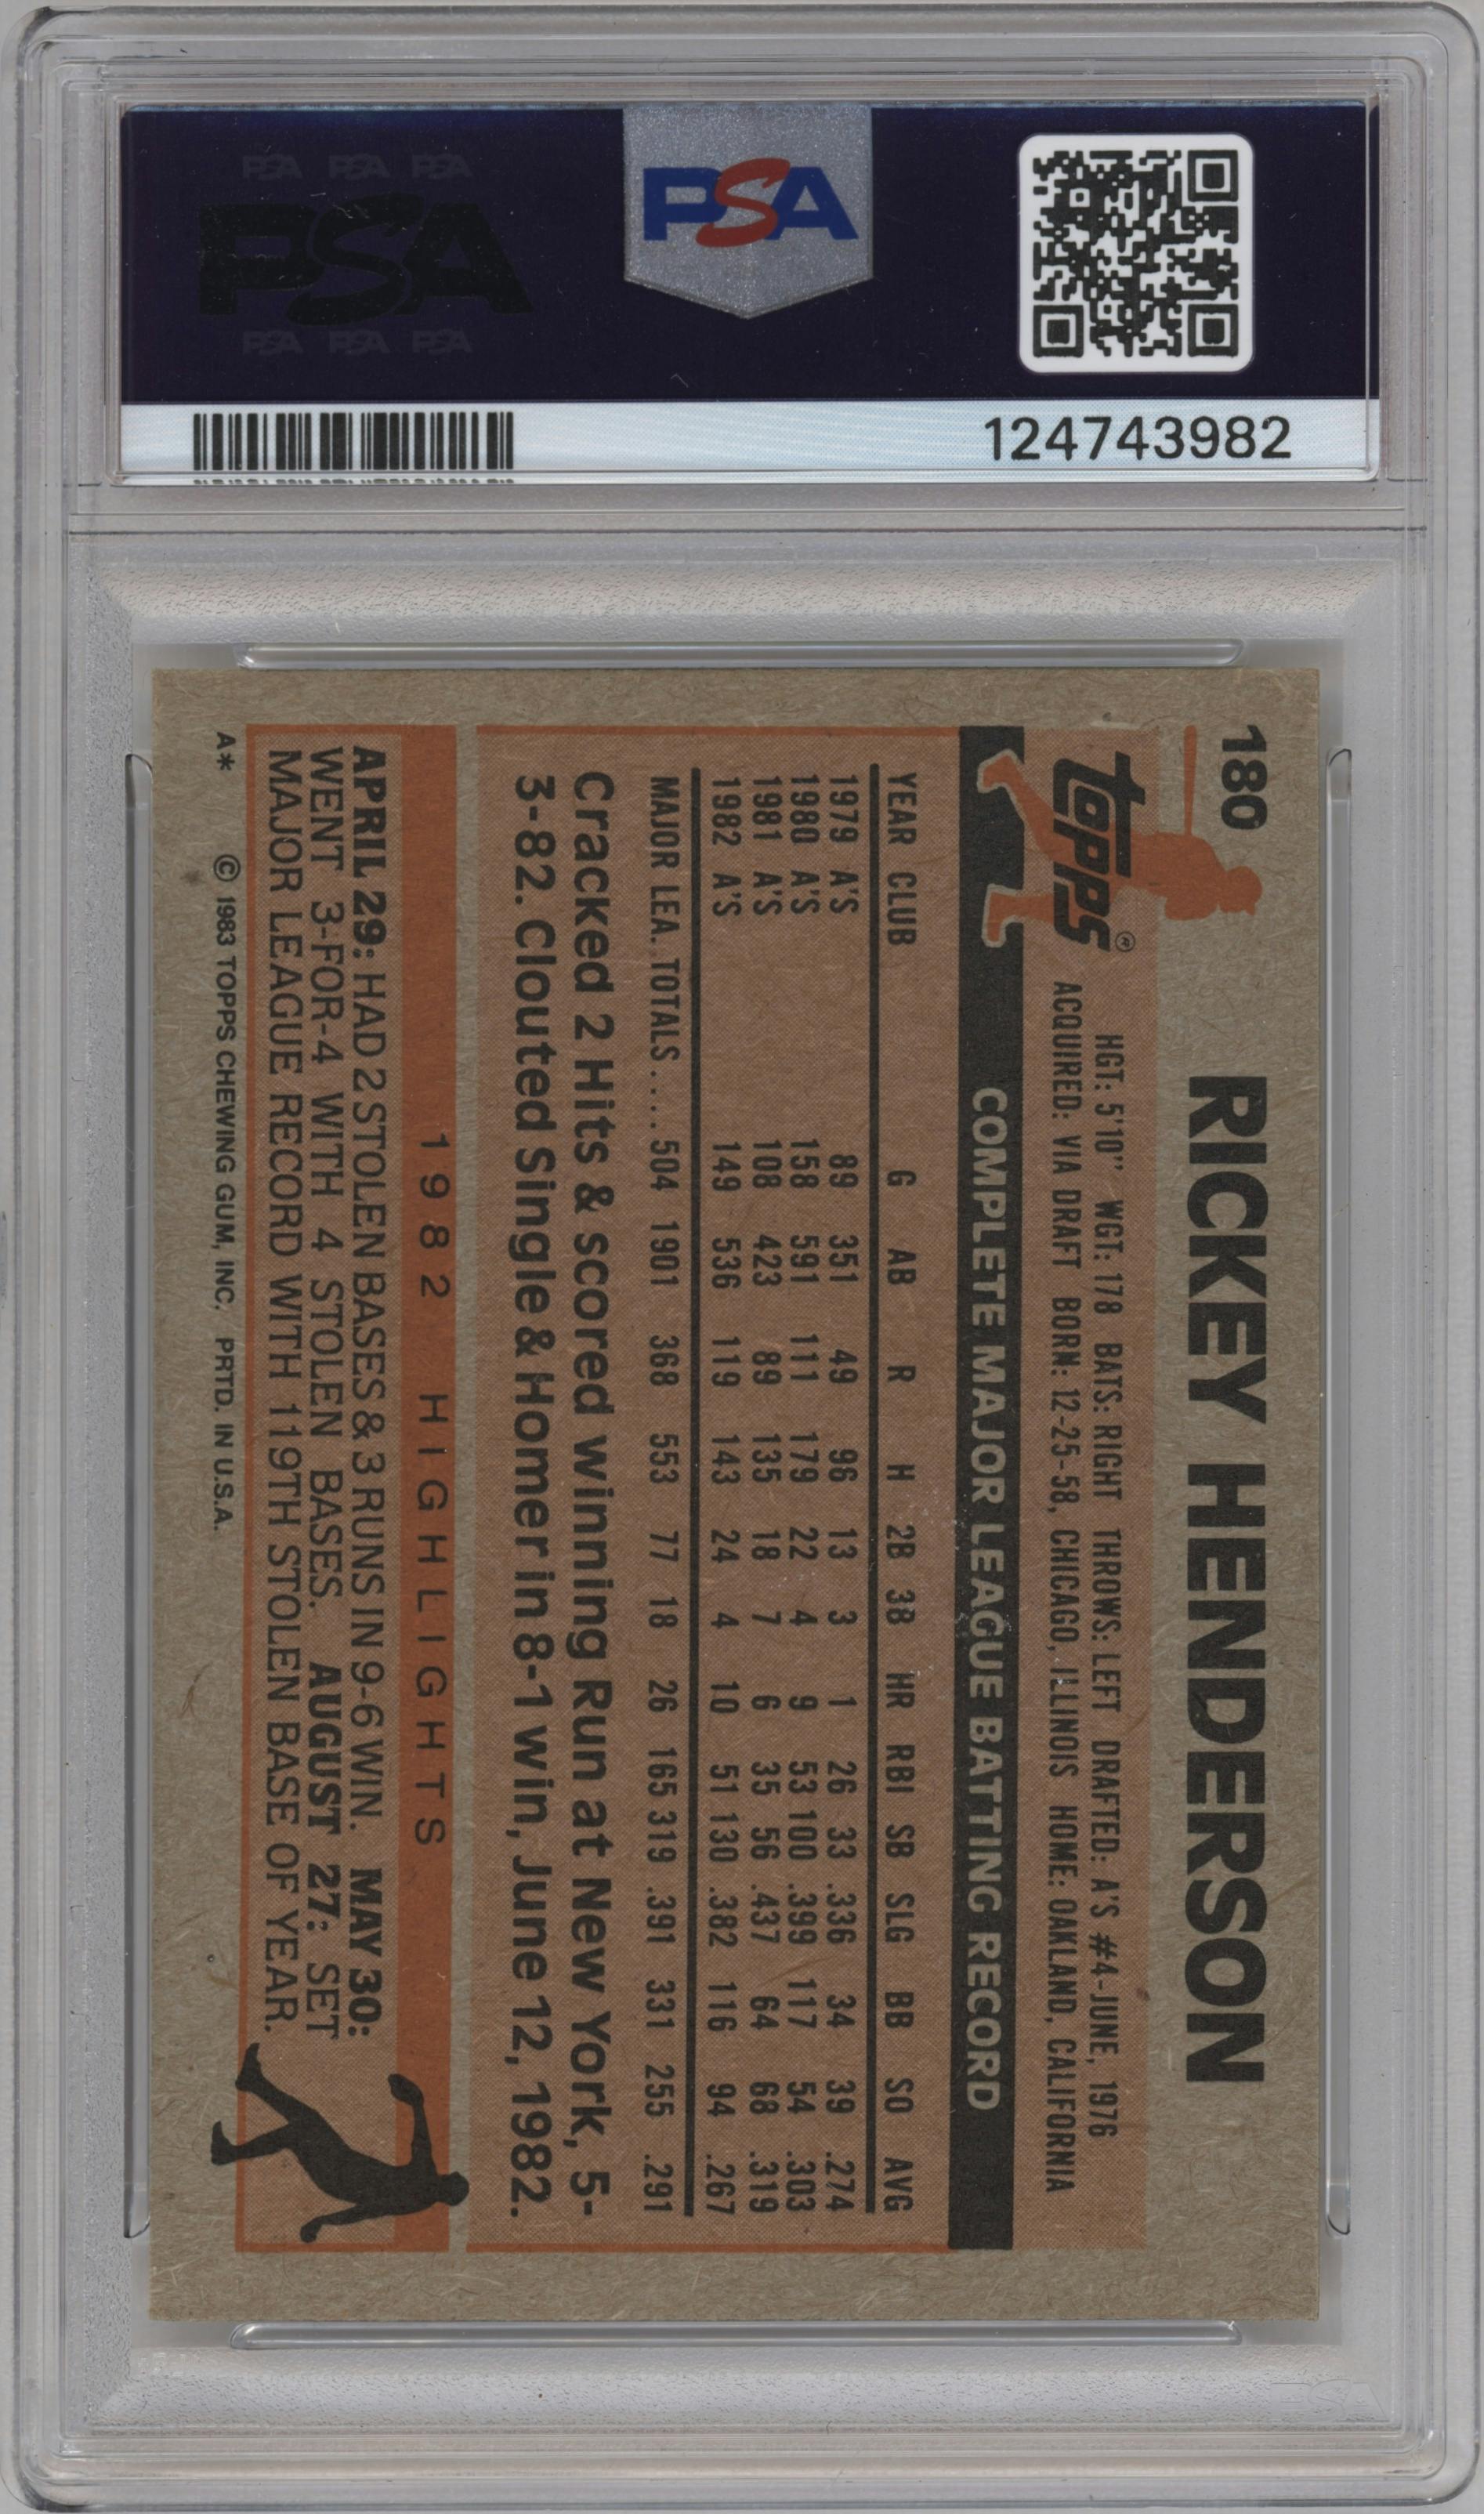 PSA PSA PSA
PSA
PSA PSA PSA
PSA
124743982
180 RICKEY HENDERSON
TOPPS®
HGT: 5'10" WGT: 178 BATS: RIGHT THROWS: LEFT DRAFTED: A'S #4-JUNE, 1976
ACQUIRED: VIA DRAFT BORN: 12-25-58, CHICAGO, ILLINOIS HOME: OAKLAND, CALIFORNIA
COMPLETE MAJOR LEAGUE BATTING RECORD
YEAR CLUB G AB R H 2B 3B HR RBI SB SLG BB SO AVG
1979 A'S 89 351 49 96 13 3 1 26 33 .336 34 39 .274
1980 A'S 158 591 111 179 22 4 9 53 100 .399 117 54 .303
1981 A'S 108 423 89 135 18 7 6 35 56 .437 64 68 .319
1982 A'S 149 536 119 143 24 4 10 51 130 .382 116 94 .267
MAJOR LEA. TOTALS.... 504 1901 368 553 77 18 26 165 319 .391 331 255 .291
Cracked 2 Hits & scored winning Run at New York, 5-
3-82. Clouted Single & Homer in 8-1 win, June 12, 1982.
1982 HIGHLIGHTS
APRIL 29: HAD 2 STOLEN BASES & 3 RUNS IN 9-6 WIN. MAY 30:
WENT 3-FOR-4 WITH 4 STOLEN BASES. AUGUST 27: SET
MAJOR LEAGUE RECORD WITH 119TH STOLEN BASE OF YEAR.
A* © 1983 TOPPS CHEWING GUM, INC. PRTD. IN U.S.A.
PSA